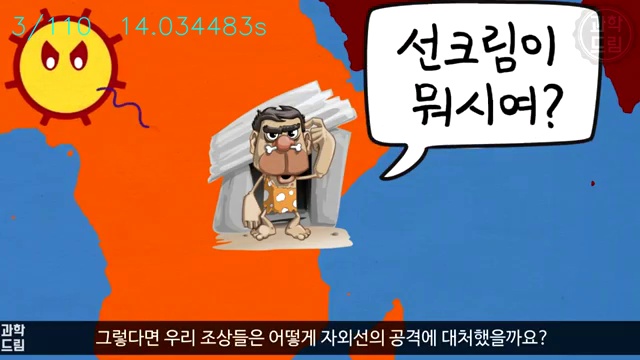 3/110 14.034483s
과학
드림
선크림이
뭐시여?
과학
드림
그렇다면 우리 조상들은 어떻게 자외선의 공격에 대처했을까요?